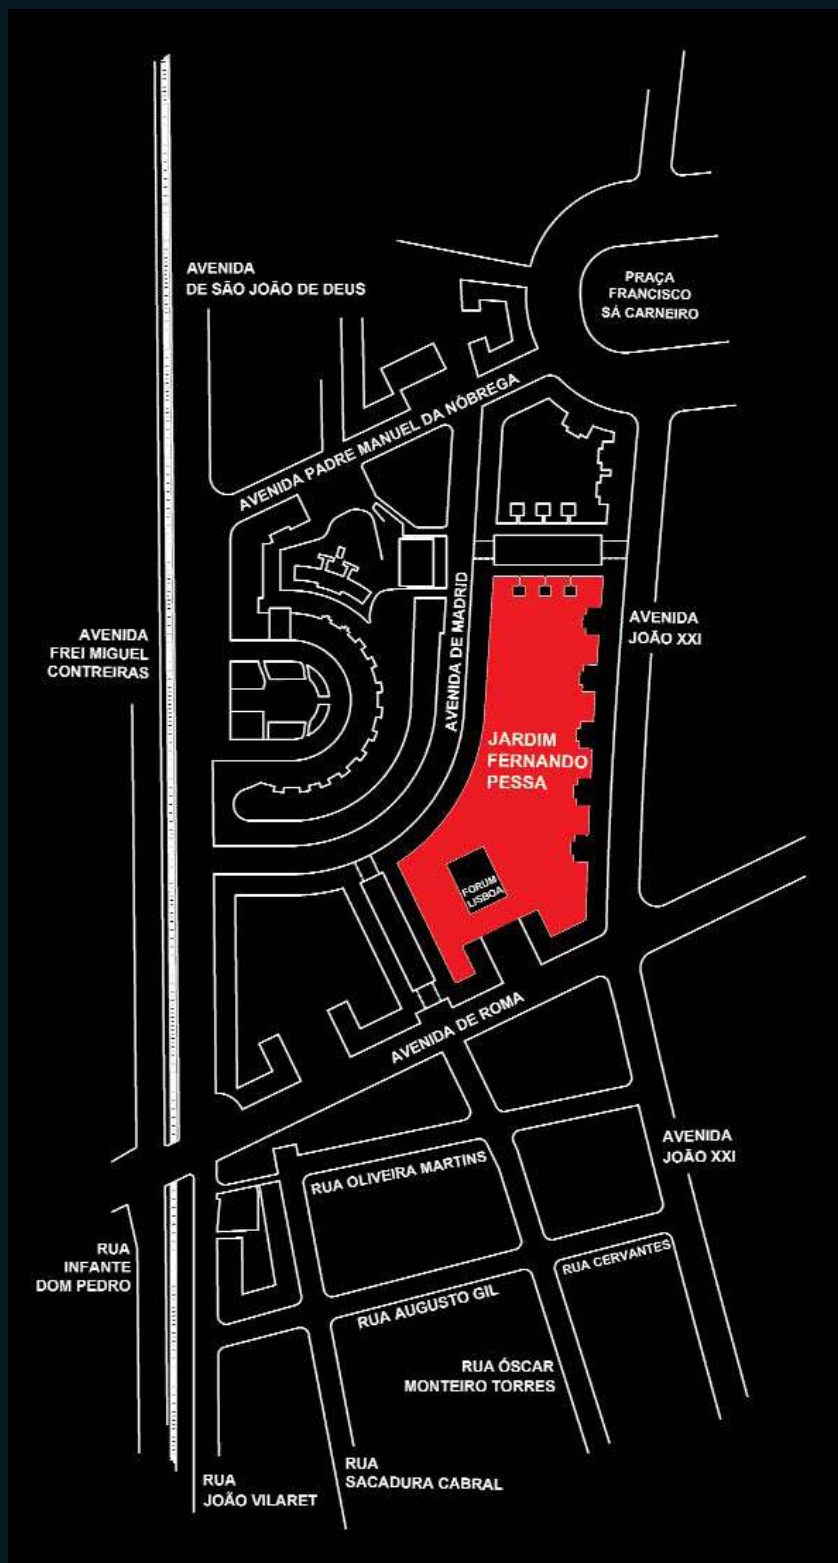 AVENIDA
DE SÃO JOÃO DE DEUS
PRAÇA
FRANCISCO
SÁ CARNEIRO
AVENIDA PADRE MANUEL DA NÓBREGA
AVENIDA DE MADRID
AVENIDA
JOÃO XXI
AVENIDA
FREI MIGUEL
CONTREIRAS
JARDIM
FERNANDO
PESSA
FORUM
LISBOA
AVENIDA DE ROMA
AVENIDA
JOÃO XXI
RUA OLIVEIRA MARTINS
RUA
INFANTE
DOM PEDRO
RUA CERVANTES
RUA AUGUSTO GIL
RUA ÓSCAR
MONTEIRO TORRES
RUA
SACADURA CABRAL
RUA
JOÃO VILARET